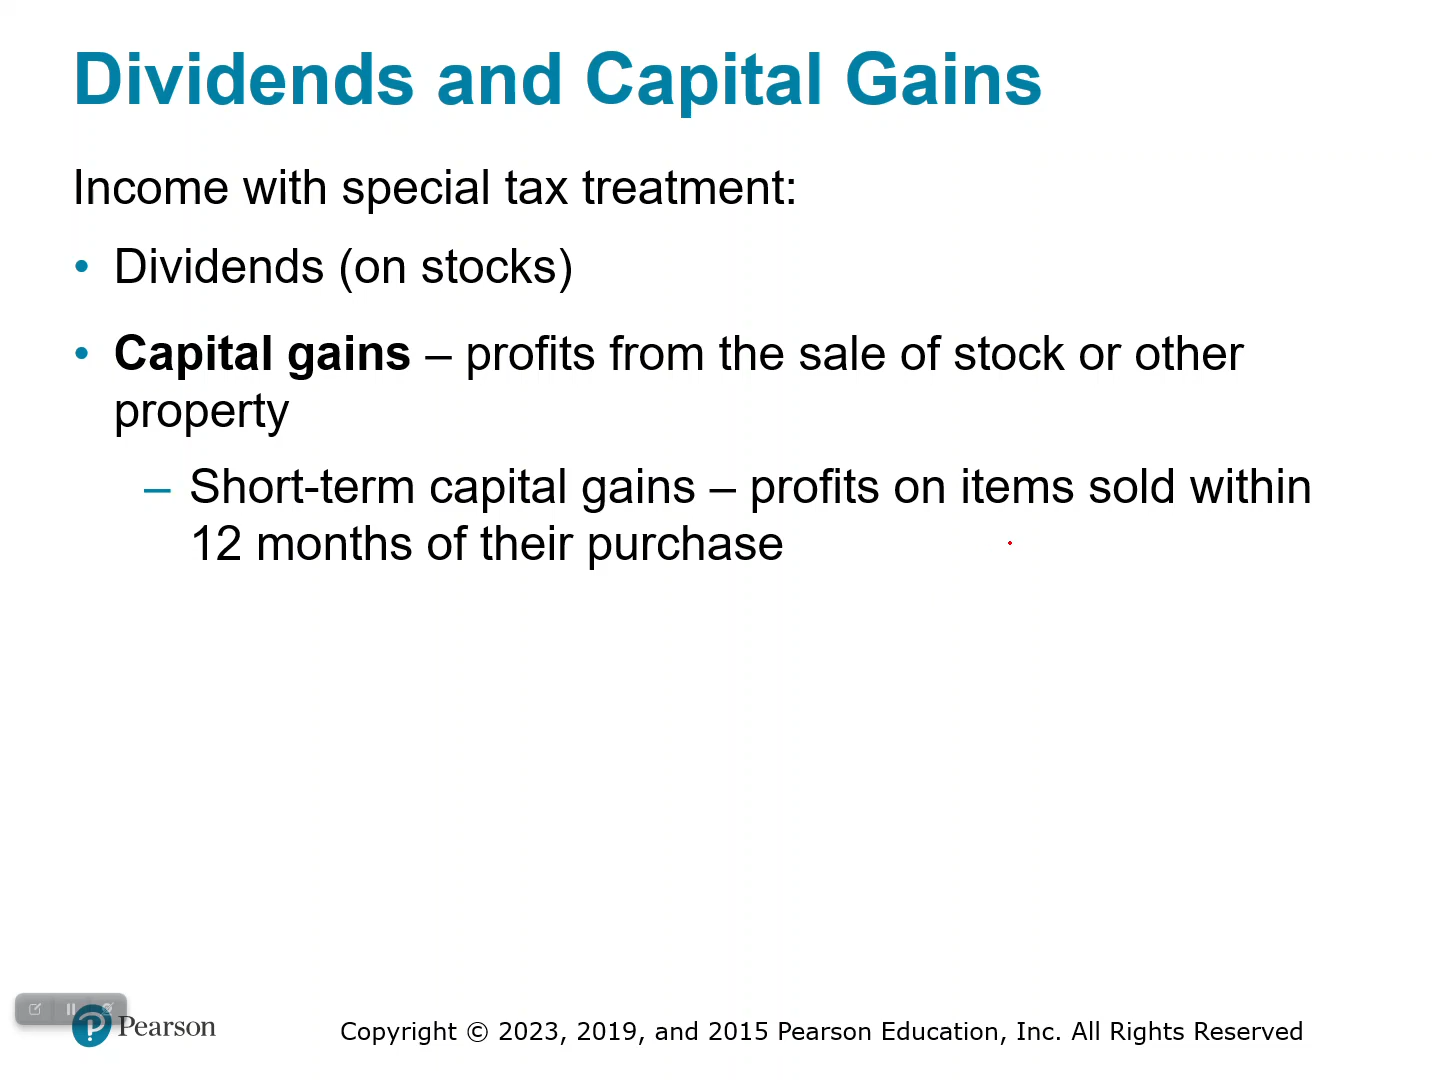 Dividends and Capital Gains
Income with special tax treatment:
• Dividends (on stocks)
• Capital gains – profits from the sale of stock or other
property
– Short-term capital gains – profits on items sold within
12 months of their purchase
Pearson
Copyright © 2023, 2019, and 2015 Pearson Education, Inc. All Rights Reserved